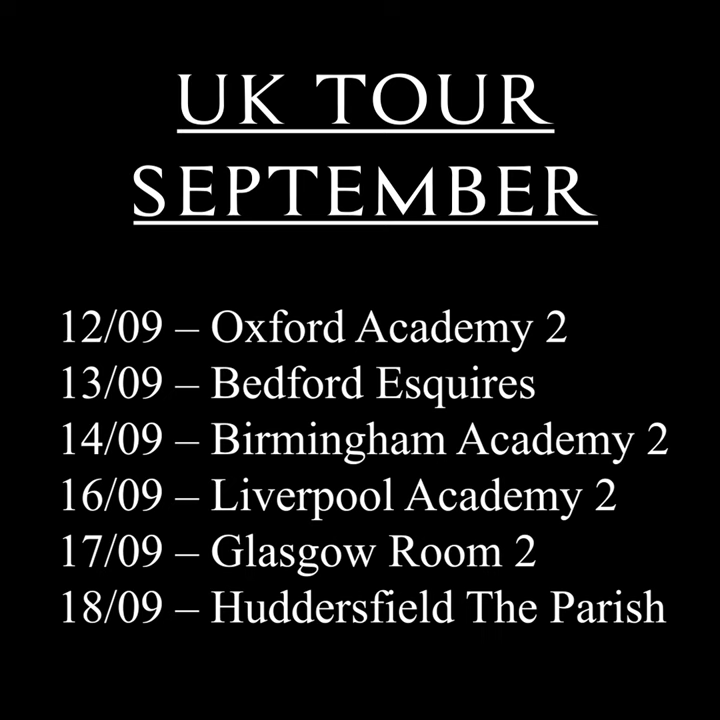 UK TOUR
SEPTEMBER
12/09 – Oxford Academy 2
13/09 – Bedford Esquires
14/09 – Birmingham Academy 2
16/09 – Liverpool Academy 2
17/09 – Glasgow Room 2
18/09 – Huddersfield The Parish